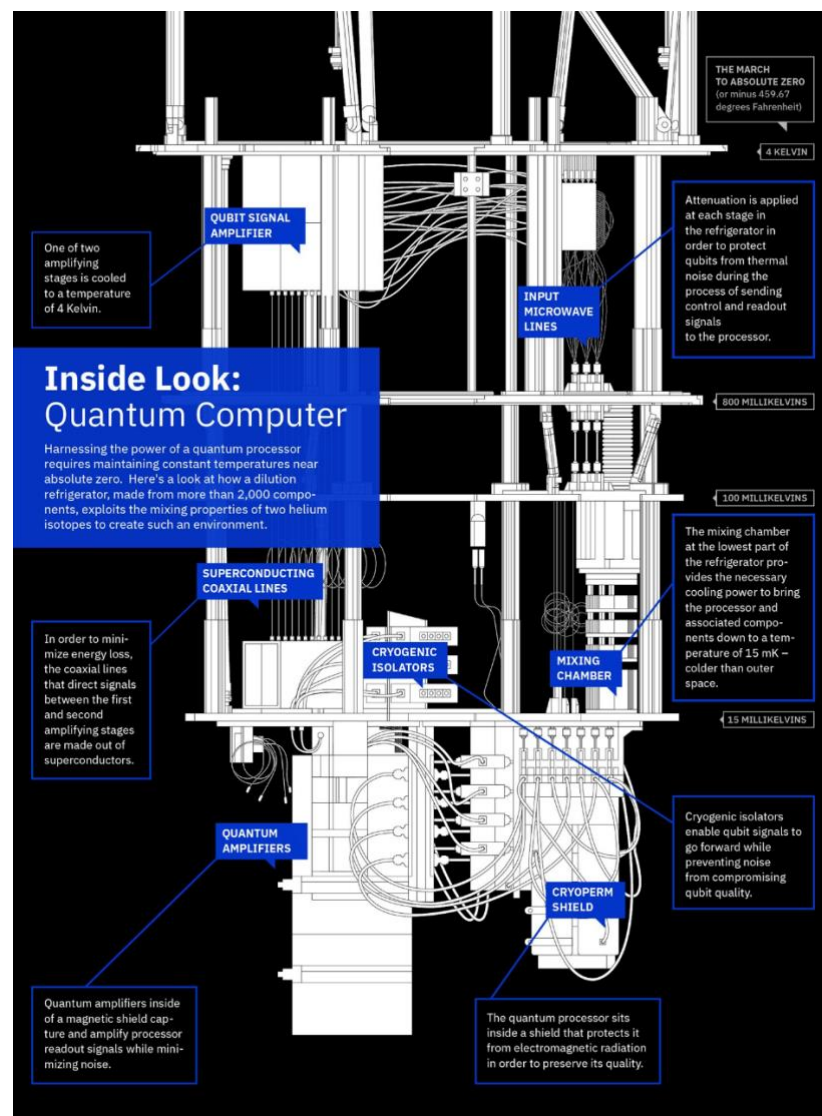 THE MARCH
TO ABSOLUTE ZERO
(or minus 459.67
degrees Fahrenheit)
4 KELVIN
QUBIT SIGNAL
AMPLIFIER
One of two
amplifying
stages is cooled
to a temperature
of 4 Kelvin.
INPUT
MICROWAVE
LINES
Attenuation is applied
at each stage in
the refrigerator in
order to protect
qubits from thermal
noise during the
process of sending
control and readout
signals
to the processor.
Inside Look:
Quantum Computer
Harnessing the power of a quantum processor
requires maintaining constant temperatures near
absolute zero. Here's a look at how a dilution
refrigerator, made from more than 2,000 compo-
nents, exploits the mixing properties of two helium
isotopes to create such an environment.
800 MILLIKELVINS
100 MILLIKELVINS
SUPERCONDUCTING
COAXIAL LINES
In order to mini-
mize energy loss,
the coaxial lines
that direct signals
between the first
and second
amplifying stages
are made out of
superconductors.
CRYOGENIC
ISOLATORS
MIXING
CHAMBER
The mixing chamber
at the lowest part of
the refrigerator pro-
vides the necessary
cooling power to bring
the processor and
associated compo-
nents down to a tem-
perature of 15 mK –
colder than outer
space.
15 MILLIKELVINS
QUANTUM
AMPLIFIERS
Cryogenic isolators
enable qubit signals to
go forward while
preventing noise
from compromising
qubit quality.
CRYOPERM
SHIELD
Quantum amplifiers inside
of a magnetic shield cap-
ture and amplify processor
readout signals while mini-
mizing noise.
The quantum processor sits
inside a shield that protects it
from electromagnetic radiation
in order to preserve its quality.